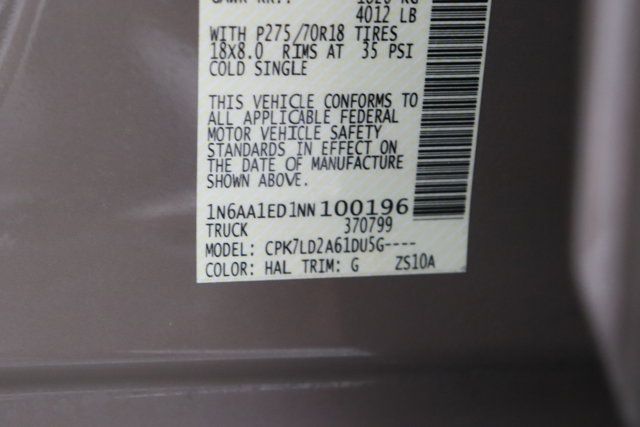 4012 LB
WITH P275/70R18 TIRES
18X8.0 RIMS AT 35 PSI
COLD SINGLE
THIS VEHICLE CONFORMS TO
ALL APPLICABLE FEDERAL
MOTOR VEHICLE SAFETY
STANDARDS IN EFFECT ON
THE DATE OF MANUFACTURE
SHOWN ABOVE.
1N6AA1ED1NN100196
TRUCK 370799
MODEL: CPK7LD2A61DU5G----
COLOR: HAL TRIM: G ZS10A